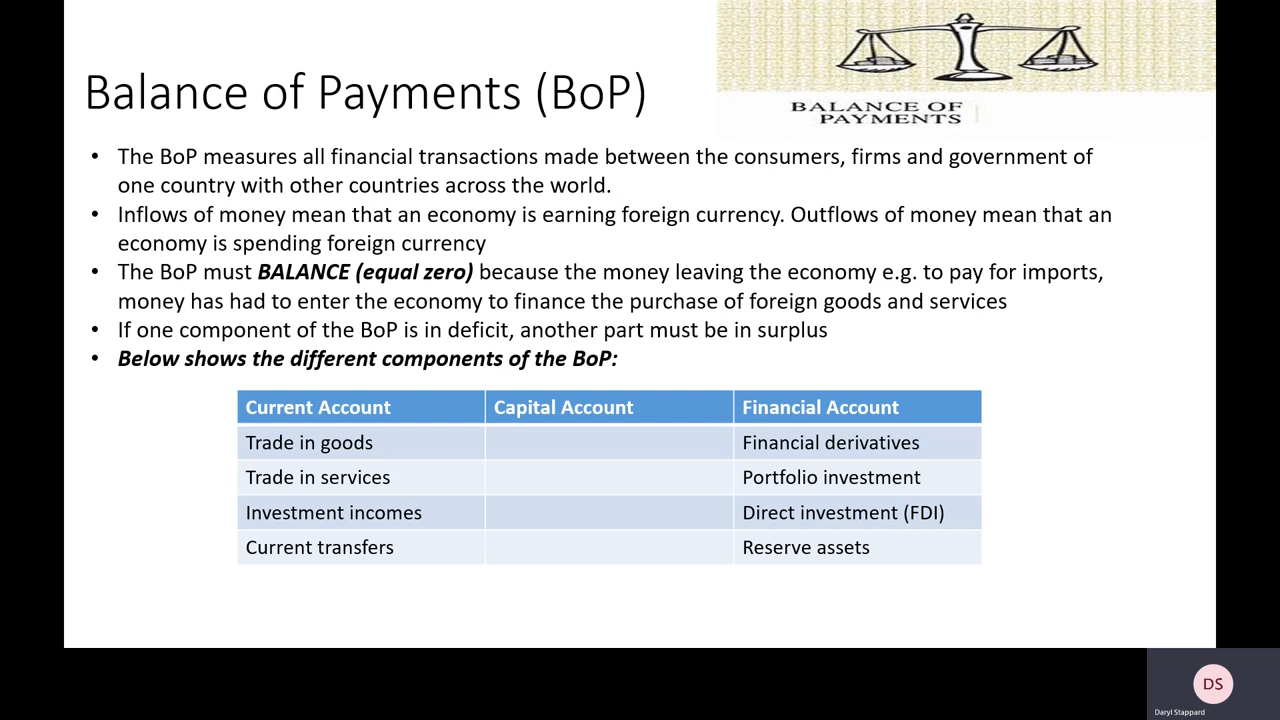 Balance of Payments (BoP)
BALANCE OF
PAYMENTS
• The BoP measures all financial transactions made between the consumers, firms and government of
one country with other countries across the world.
• Inflows of money mean that an economy is earning foreign currency. Outflows of money mean that an
economy is spending foreign currency
• The BoP must BALANCE (equal zero) because the money leaving the economy e.g. to pay for imports,
money has had to enter the economy to finance the purchase of foreign goods and services
• If one component of the BoP is in deficit, another part must be in surplus
• Below shows the different components of the BoP:
Current Account Capital Account Financial Account
Trade in goods Financial derivatives
Trade in services Portfolio investment
Investment incomes Direct investment (FDI)
Current transfers Reserve assets
DS
Daryl Stappard